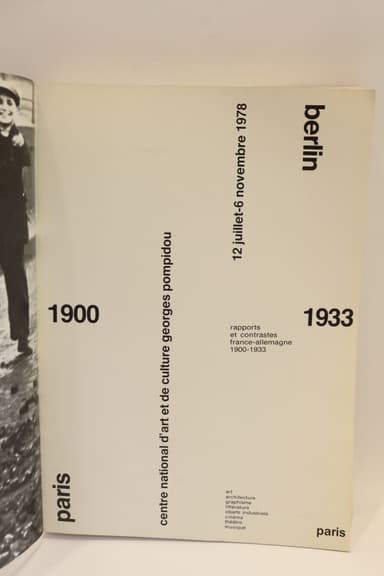 berlin
12 juillet-6 novembre 1978
centre national d'art et de culture georges pompidou
1900
1933
rapports
et contrastes
france-allemagne
1900-1933
paris
art
architecture
graphisme
littérature
objets industriels
cinéma
théâtre
musique
paris